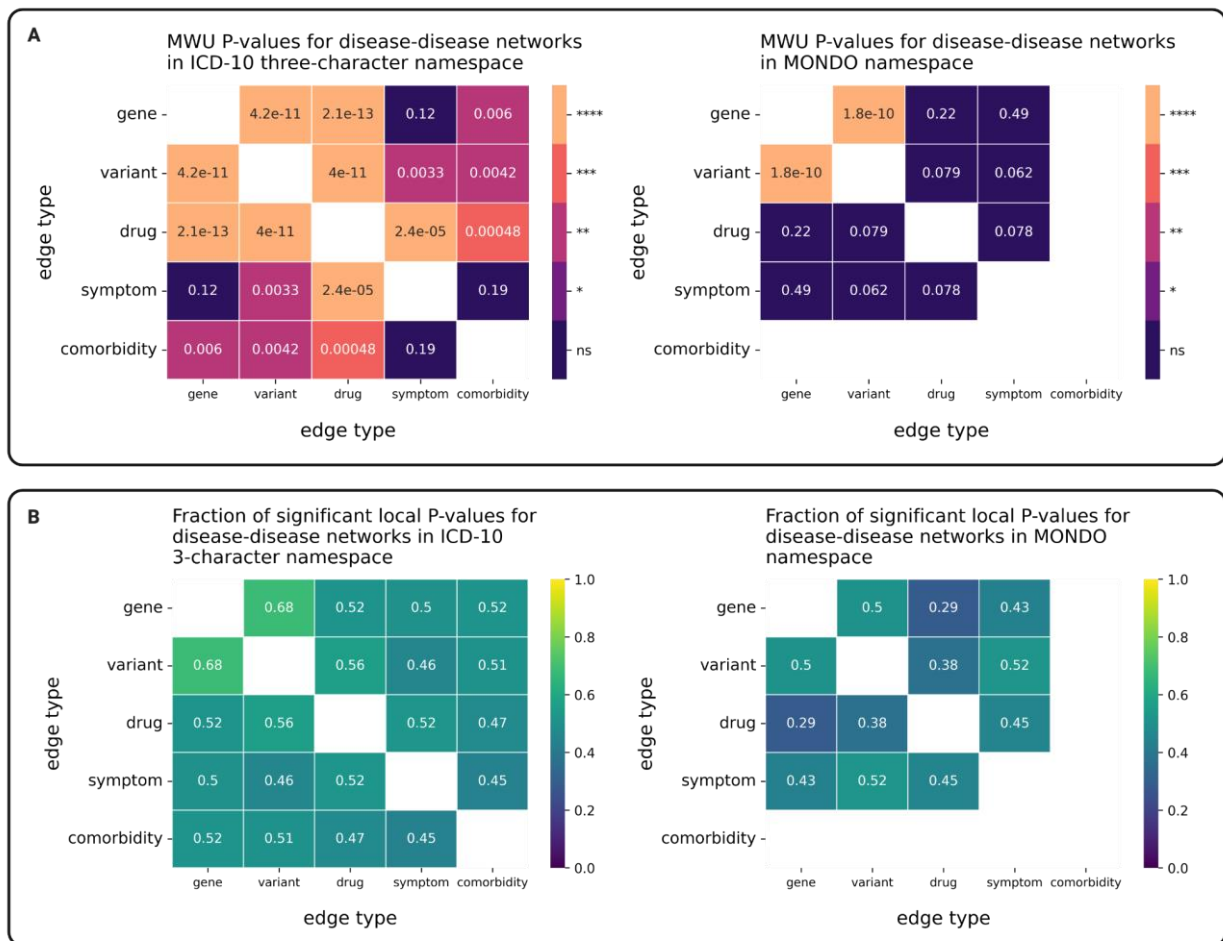 A
MWU P-values for disease-disease networks
in ICD-10 three-character namespace
edge type
gene 4.2e-11 2.1e-13 0.12 0.006
variant 4.2e-11 4e-11 0.0033 0.0042
drug 2.1e-13 4e-11 2.4e-05 0.00048
symptom 0.12 0.0033 2.4e-05 0.19
comorbidity 0.006 0.0042 0.00048 0.19
gene variant drug symptom comorbidity
edge type
****
***
**
*
ns
MWU P-values for disease-disease networks
in MONDO namespace
edge type
gene 1.8e-10 0.22 0.49
variant 1.8e-10 0.079 0.062
drug 0.22 0.079 0.078
symptom 0.49 0.062 0.078
comorbidity
gene variant drug symptom comorbidity
edge type
****
***
**
*
ns
B
Fraction of significant local P-values for
disease-disease networks in ICD-10
3-character namespace
edge type
gene 0.68 0.52 0.5 0.52
variant 0.68 0.56 0.46 0.51
drug 0.52 0.56 0.52 0.47
symptom 0.5 0.46 0.52 0.45
comorbidity 0.52 0.51 0.47 0.45
gene variant drug symptom comorbidity
edge type
1.0
0.8
0.6
0.4
0.2
0.0
Fraction of significant local P-values for
disease-disease networks in MONDO
namespace
edge type
gene 0.5 0.29 0.43
variant 0.5 0.38 0.52
drug 0.29 0.38 0.45
symptom 0.43 0.52 0.45
comorbidity
gene variant drug symptom comorbidity
edge type
1.0
0.8
0.6
0.4
0.2
0.0